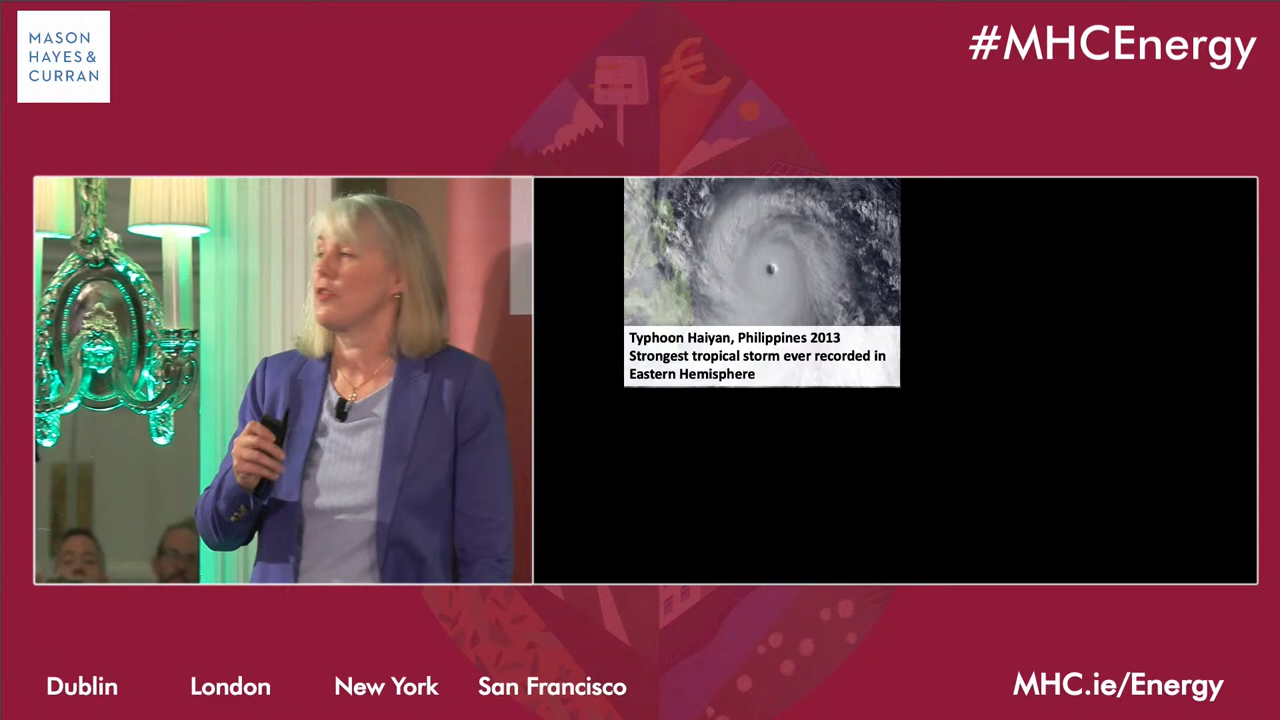 MASON
HAYES &
CURRAN
#MHCEnergy
Typhoon Haiyan, Philippines 2013
Strongest tropical storm ever recorded in
Eastern Hemisphere
Dublin
London
New York
San Francisco
MHC.ie/Energy